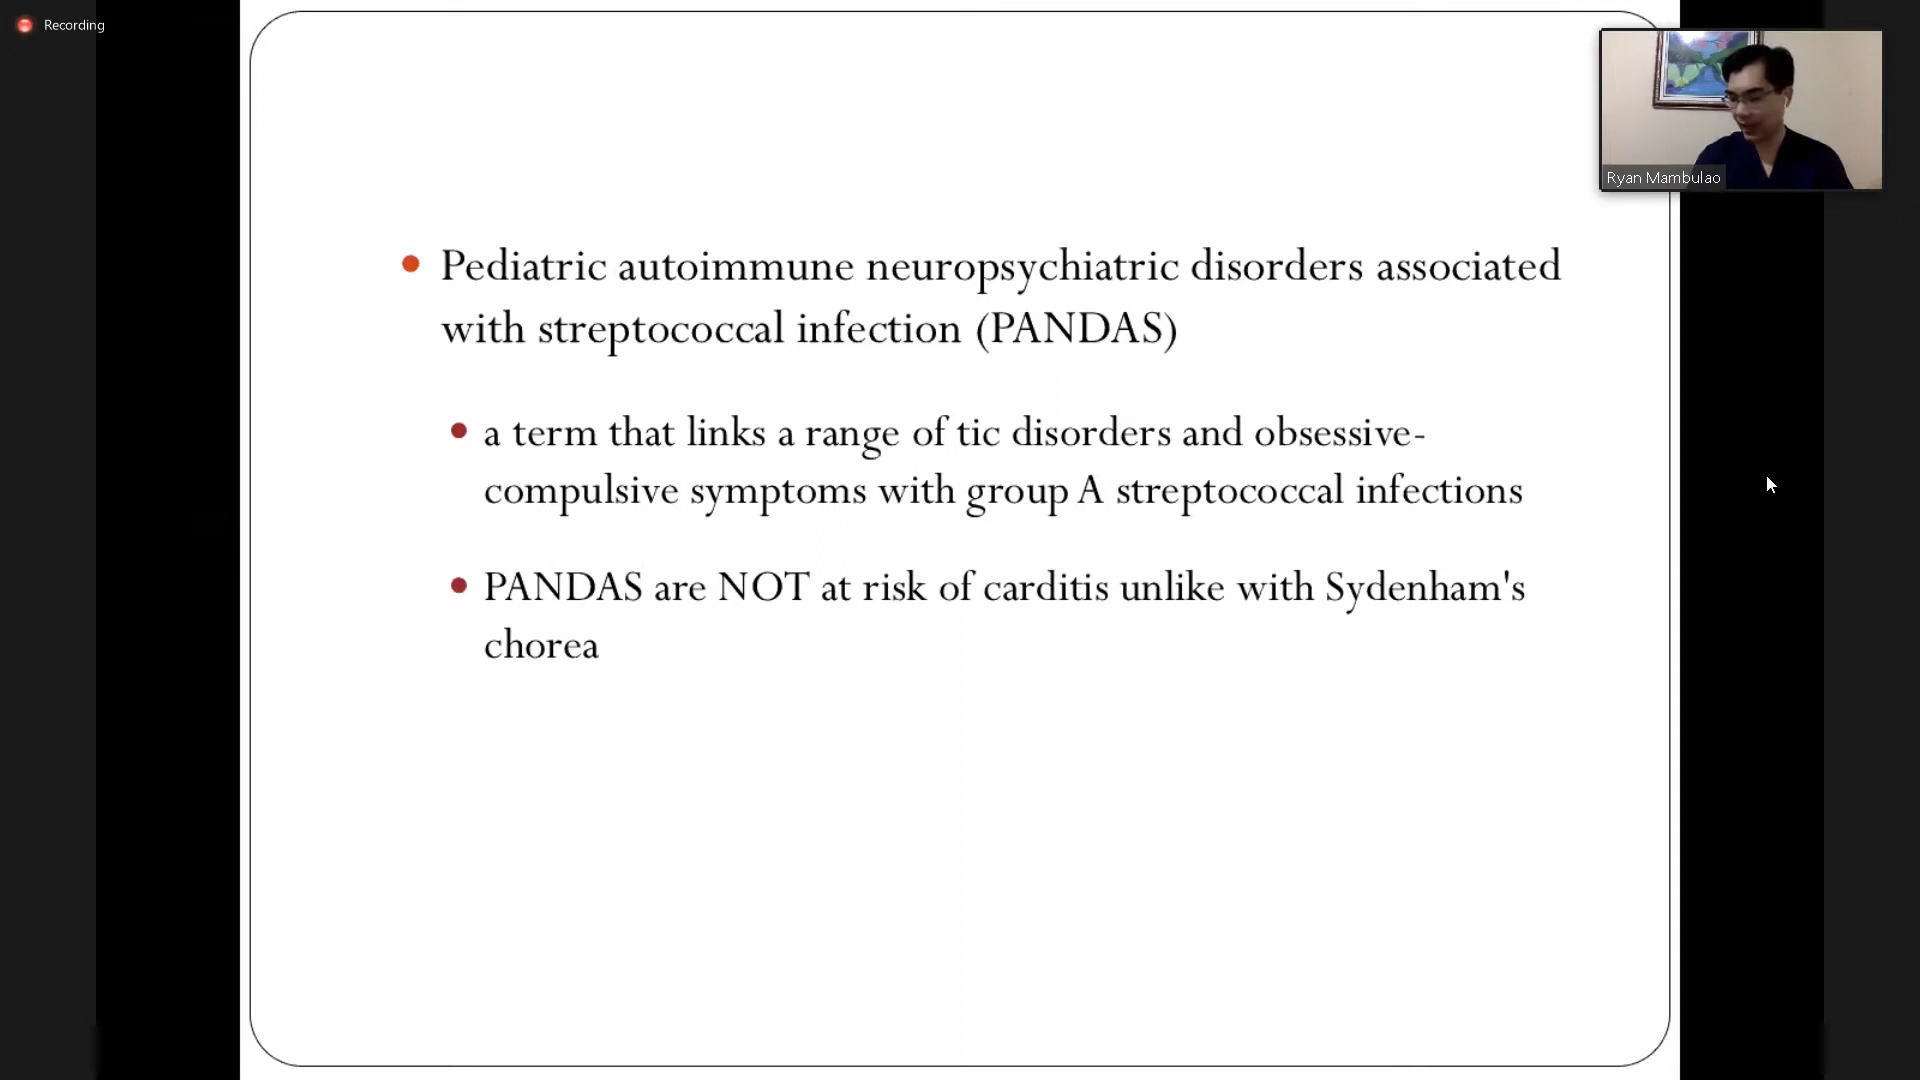 Recording
Ryan Mambulao
Pediatric autoimmune neuropsychiatric disorders associated
with streptococcal infection (PANDAS)
a term that links a range of tic disorders and obsessive-
compulsive symptoms with group A streptococcal infections
PANDAS are NOT at risk of carditis unlike with Sydenham's
chorea